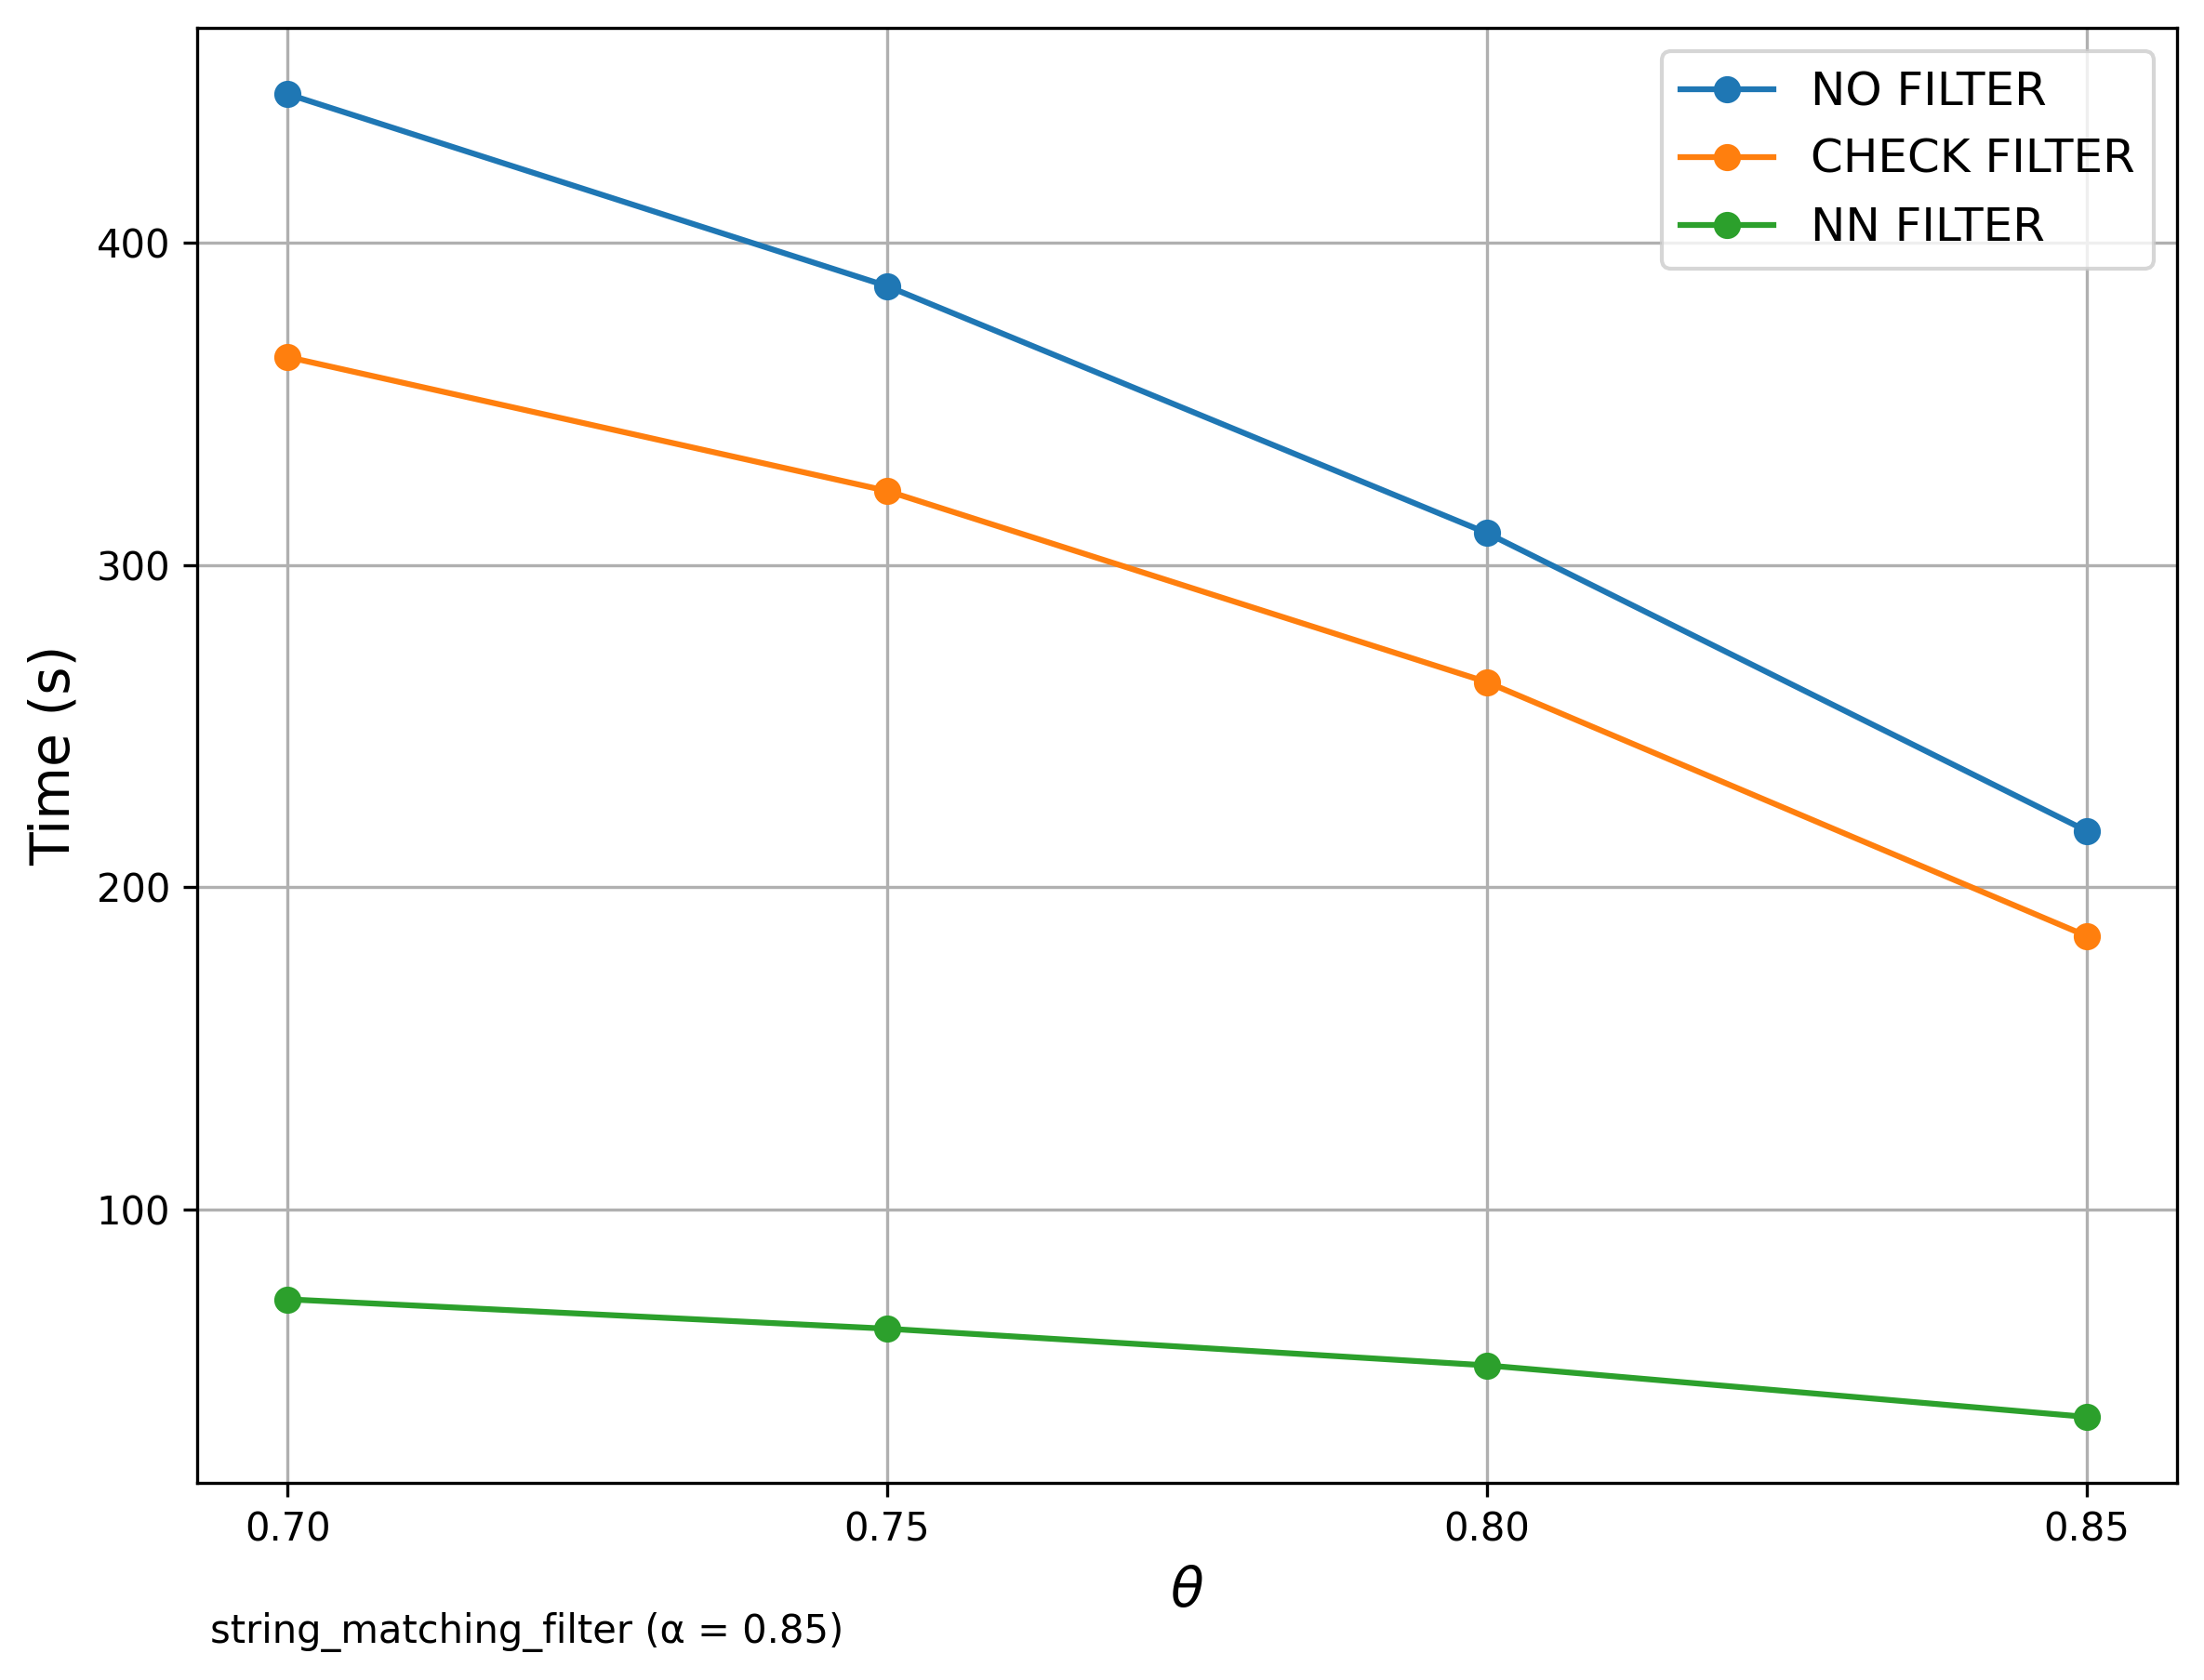 NO FILTER
CHECK FILTER
NN FILTER
400
300
200
100
Time (s)
0.70 0.75 0.80 0.85
θ
string_matching_filter (α = 0.85)